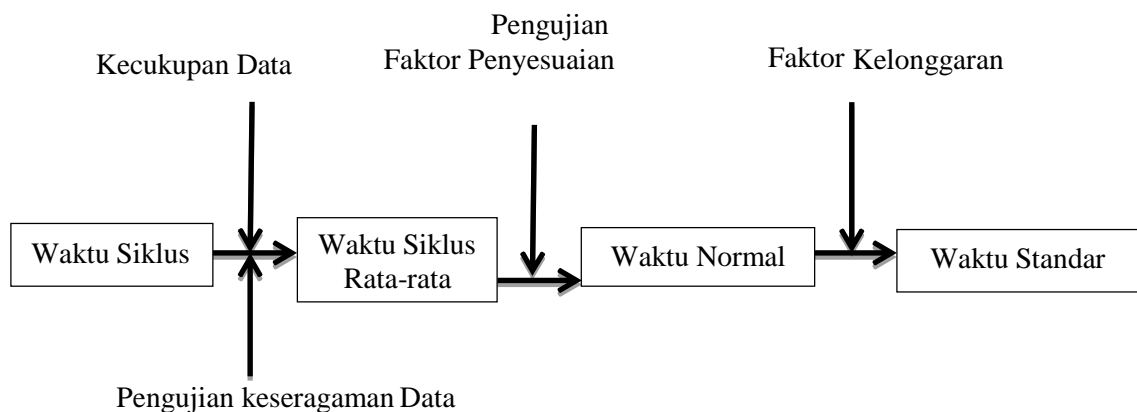 Pengujian
Faktor Penyesuaian
Kecukupan Data
Faktor Kelonggaran
Waktu Siklus
Waktu Siklus
Rata-rata
Waktu Normal
Waktu Standar
Pengujian keseragaman Data